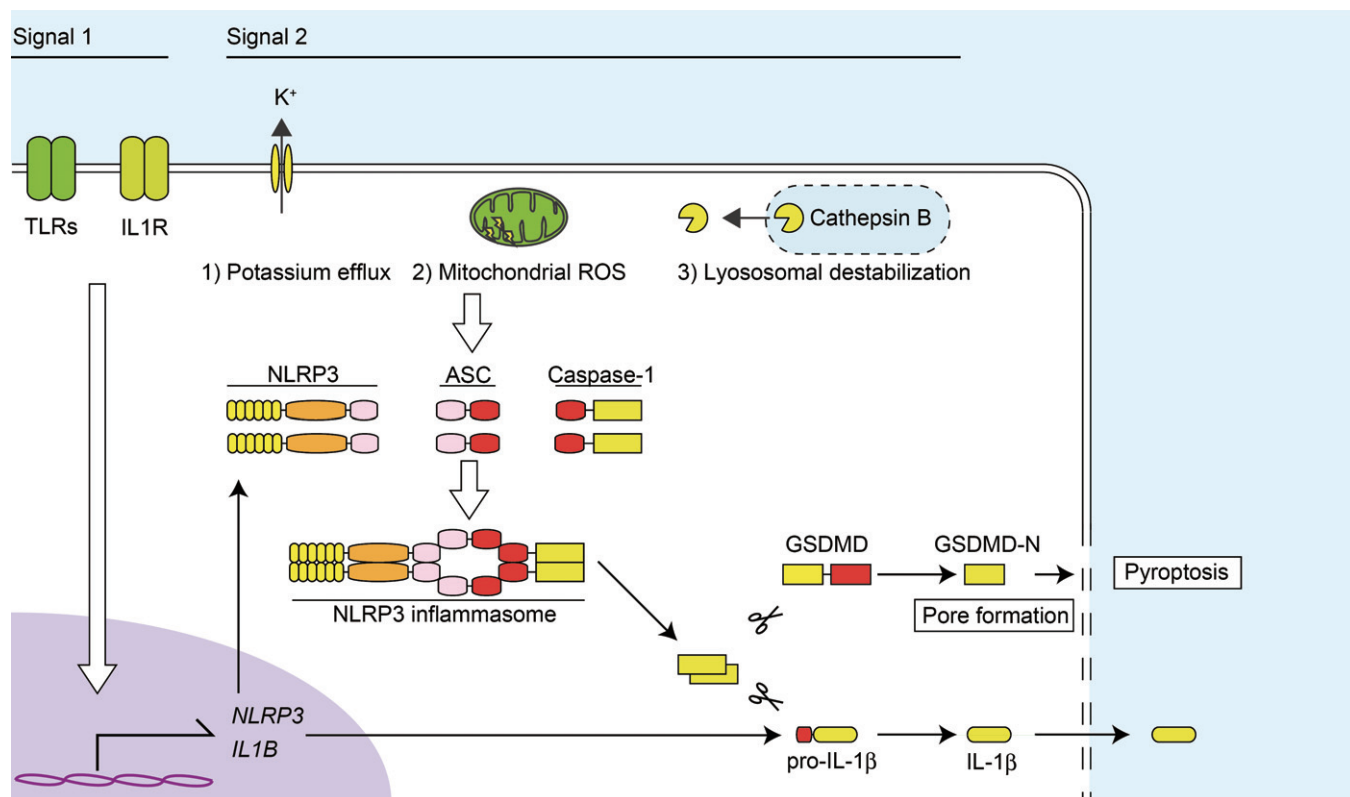 Signal 1
Signal 2
K⁺
TLRs
IL1R
Cathepsin B
1) Potassium efflux
2) Mitochondrial ROS
3) Lyososomal destabilization
NLRP3
ASC
Caspase-1
NLRP3 inflammasome
GSDMD
GSDMD-N
Pyroptosis
Pore formation
NLRP3
IL1B
pro-IL-1β
IL-1β